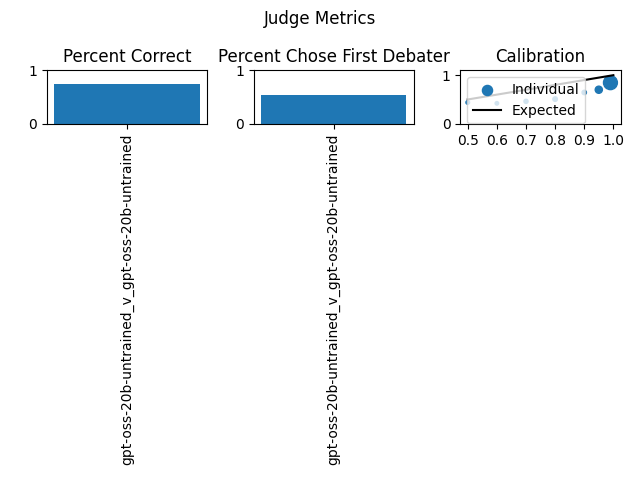 Judge Metrics
Percent Correct
1
0
gpt-oss-20b-untrained_v_gpt-oss-20b-untrained
Percent Chose First Debater
1
0
gpt-oss-20b-untrained_v_gpt-oss-20b-untrained
Calibration
1
0
Individual
Expected
0.5 0.6 0.7 0.8 0.9 1.0